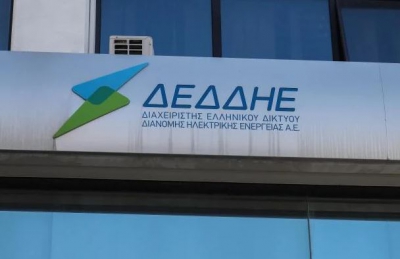 ΔΕΔΔΗΕ
ΔΙΑΧΕΙΡΙΣΤΗΣ ΕΛΛΗΝΙΚΟΥ ΔΙΚΤΥΟΥ
ΔΙΑΝΟΜΗΣ ΗΛΕΚΤΡΙΚΗΣ ΕΝΕΡΓΕΙΑΣ Α.Ε.